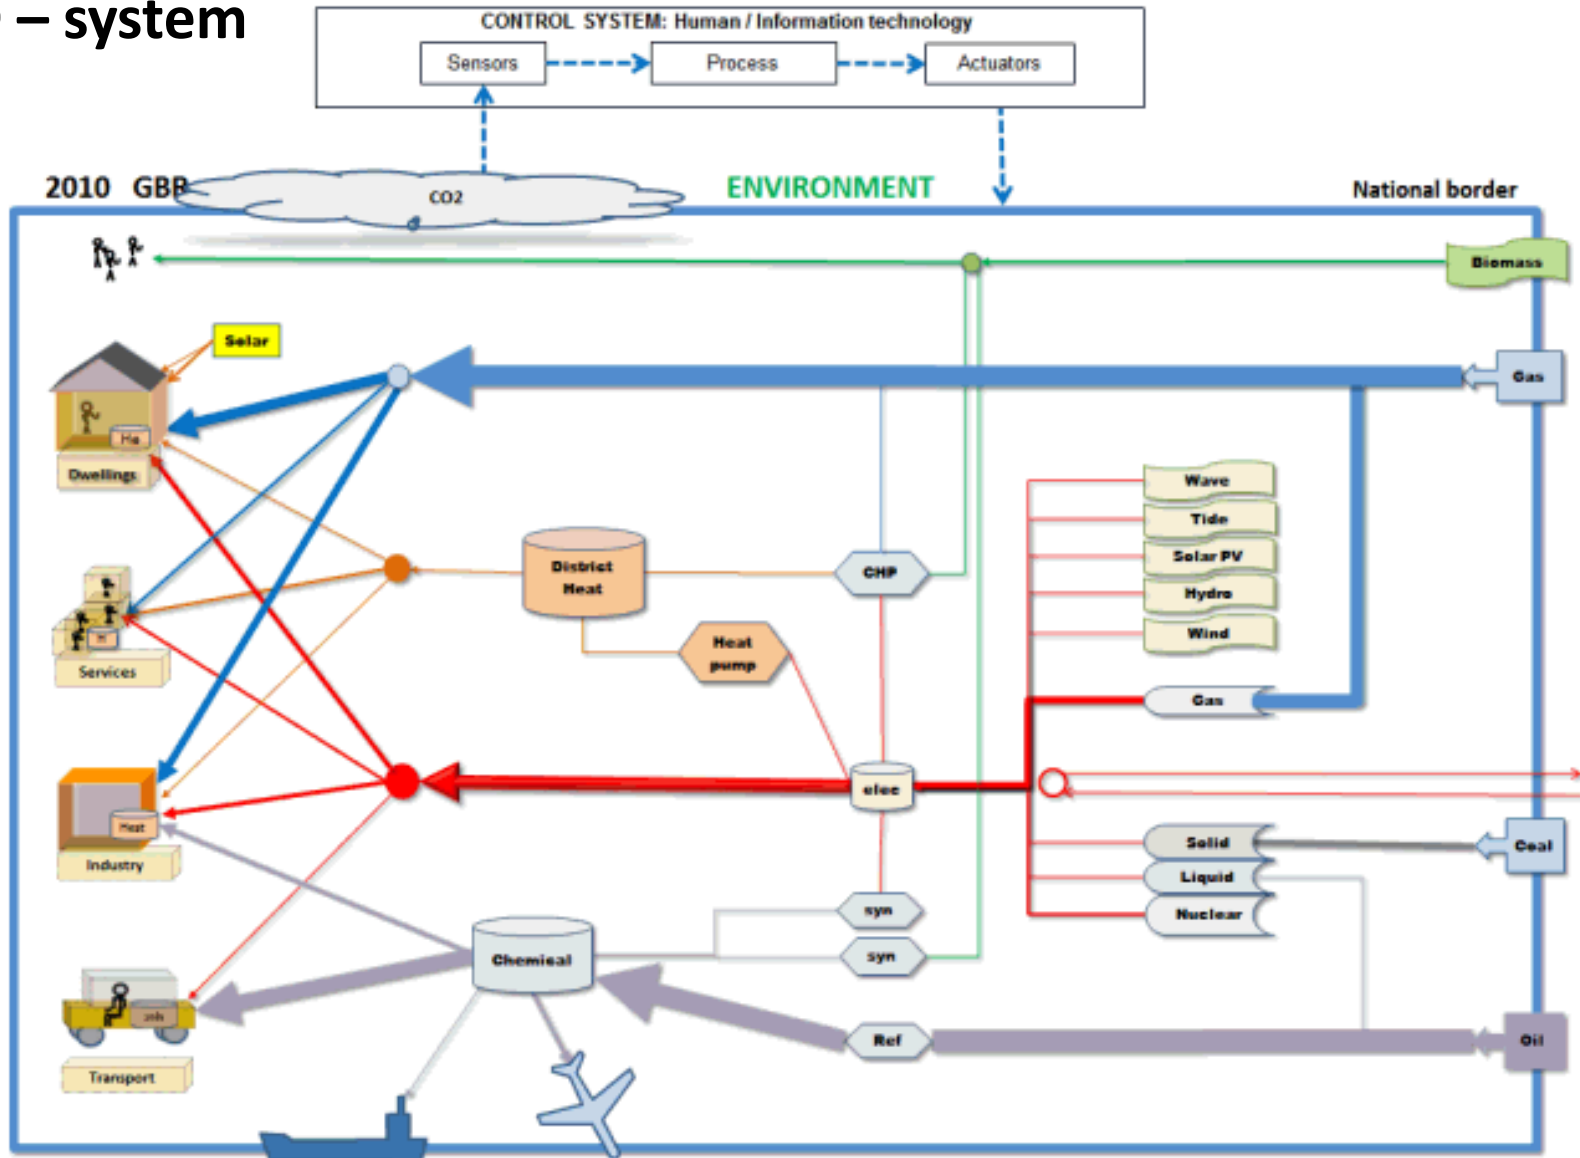 – system
CONTROL SYSTEM: Human / Information technology
Sensors
Process
Actuators
2010 GBR
CO2
ENVIRONMENT
National border
Biomass
Solar
Gas
He
Dwellings
Wave
Tide
Solar PV
Hydro
Wind
District
Heat
CHP
Heat
pump
H
Services
Gas
elec
Heat
Industry
Solid
Coal
Liquid
Nuclear
syn
syn
Chemical
Ref
Oil
Transport